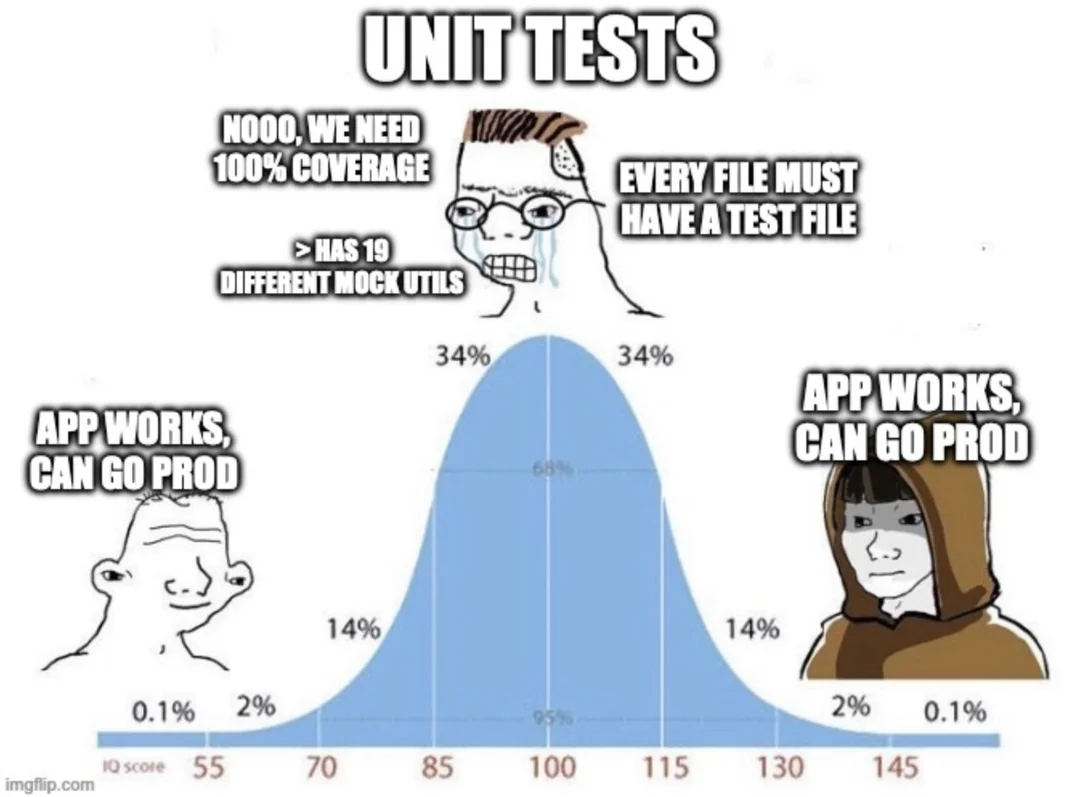 UNIT TESTS
NOOO, WE NEED
100% COVERAGE
EVERY FILE MUST
HAVE A TEST FILE
> HAS 19
DIFFERENT MOCK UTILS
34%
34%
APP WORKS,
CAN GO PROD
APP WORKS,
CAN GO PROD
68%
14%
14%
0.1%
2%
95%
2%
0.1%
IQ score 55 70 85 100 115 130 145
imgflip.com